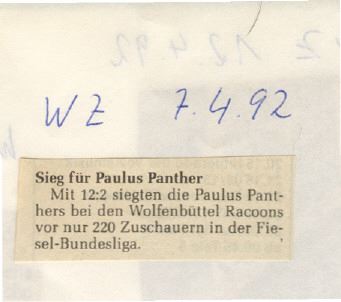 WZ 7.4.92
Sieg für Paulus Panther
Mit 12:2 siegten die Paulus Pant-
hers bei den Wolfenbüttel Racoons
vor nur 220 Zuschauern in der Fie-
sel-Bundesliga.